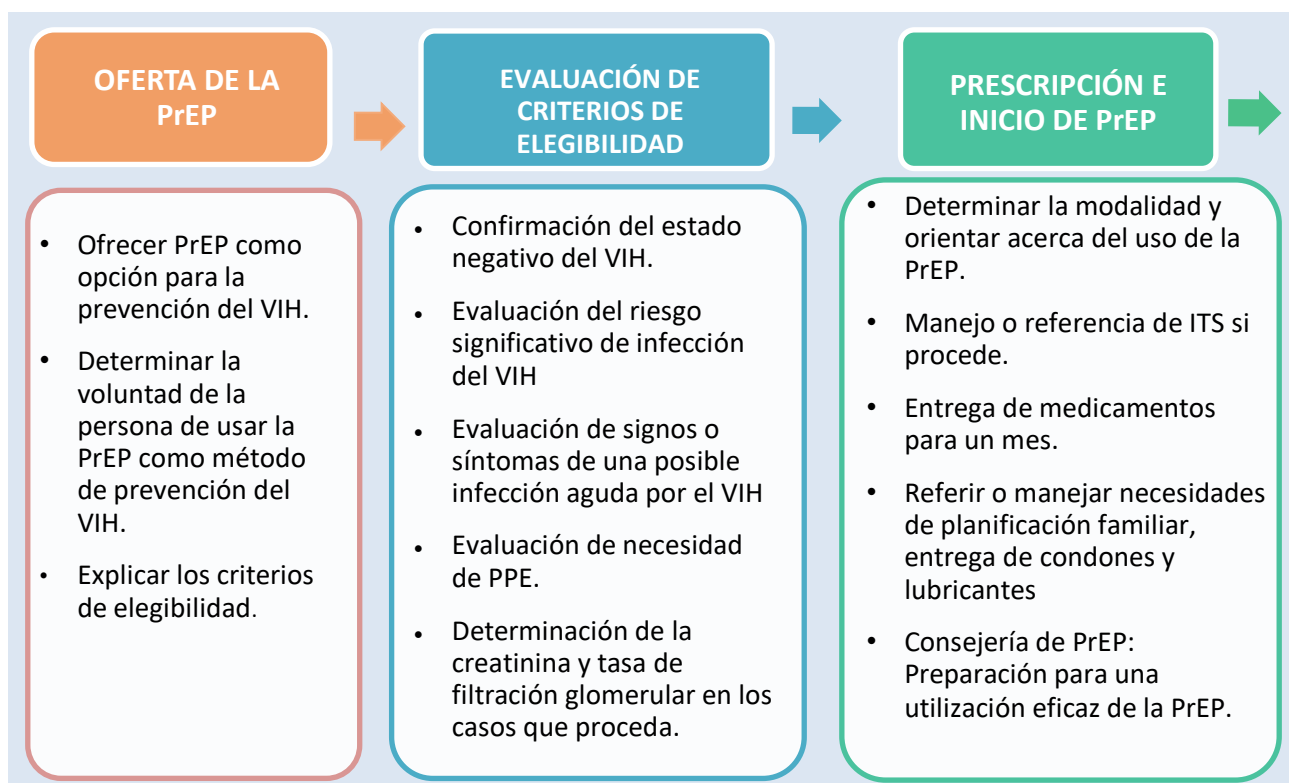 OFERTA DE LA
PrEP
EVALUACIÓN DE
CRITERIOS DE
ELEGIBILIDAD
PRESCRIPCIÓN E
INICIO DE PrEP
• Ofrecer PrEP como
opción para la
prevención del VIH.
• Determinar la
voluntad de la
persona de usar la
PrEP como método
de prevención del
VIH.
• Explicar los criterios
de elegibilidad.
• Confirmación del estado
negativo del VIH.
• Evaluación del riesgo
significativo de infección
del VIH
• Evaluación de signos o
síntomas de una posible
infección aguda por el VIH
• Evaluación de necesidad
de PPE.
• Determinación de la
creatinina y tasa de
filtración glomerular en los
casos que proceda.
• Determinar la modalidad y
orientar acerca del uso de la
PrEP.
• Manejo o referencia de ITS si
procede.
• Entrega de medicamentos
para un mes.
• Referir o manejar necesidades
de planificación familiar,
entrega de condones y
lubricantes
• Consejería de PrEP:
Preparación para una
utilización eficaz de la PrEP.